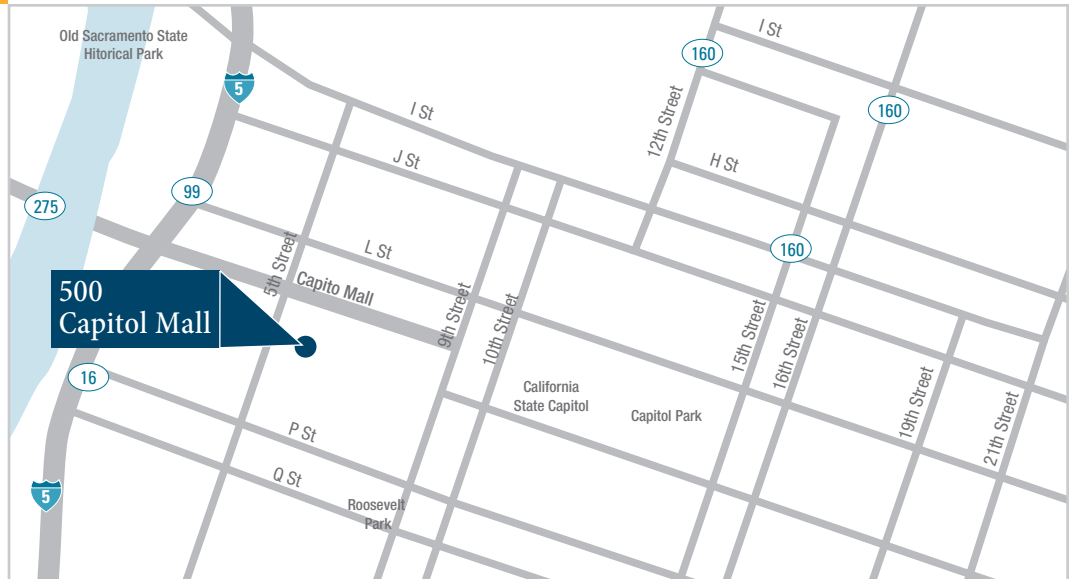 Old Sacramento State
Hitorical Park
I St
160
5
160
I St
12th Street
J St
H St
99
275
160
L St
5th Street
Capito Mall
500
Capitol Mall
9th Street
10th Street
15th Street
16th Street
16
California
State Capitol
Capitol Park
19th Street
21th Street
P St
Q St
5
Roosevelt
Park